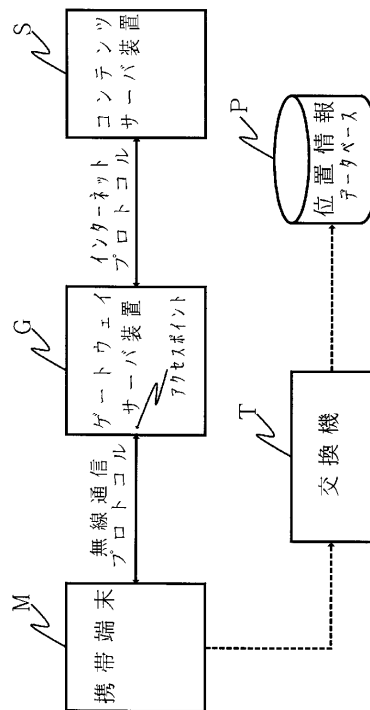 M
携帯端末
無線通信
プロトコル
G
ゲートウェイ
サーバ装置
アクセスポイント
インターネット
プロトコル
S
コンテンツ
サーバ装置
T
交換機
P
位置情報
データベース